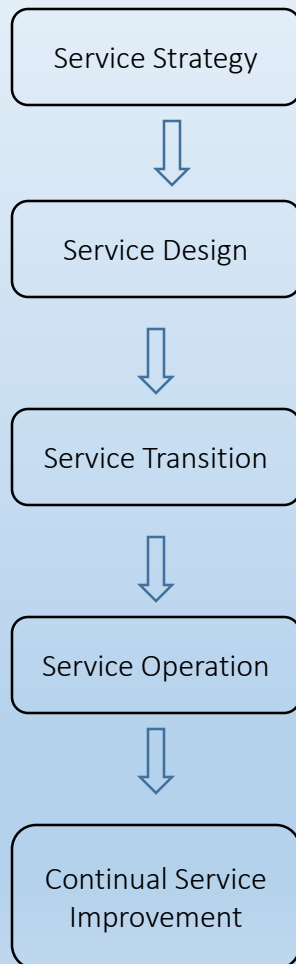 Service Strategy
Service Design
Service Transition
Service Operation
Continual Service
Improvement